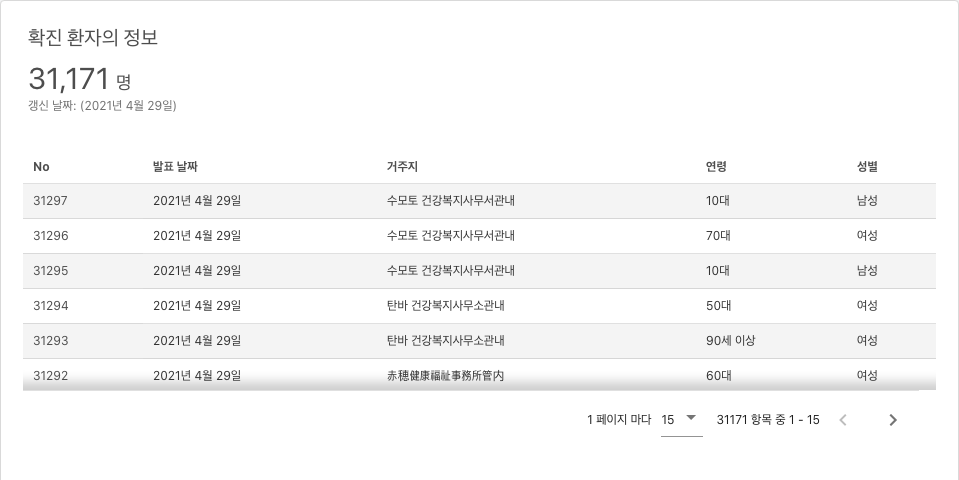 확진 환자의 정보
31,171 명
갱신 날짜: (2021년 4월 29일)
No 발표 날짜 거주지 연령 성별
31297 2021년 4월 29일 수모토 건강복지사무서관내 10대 남성
31296 2021년 4월 29일 수모토 건강복지사무서관내 70대 여성
31295 2021년 4월 29일 수모토 건강복지사무서관내 10대 남성
31294 2021년 4월 29일 탄바 건강복지사무소관내 50대 여성
31293 2021년 4월 29일 탄바 건강복지사무소관내 90세 이상 여성
31292 2021년 4월 29일 赤穂健康福祉事務所管内 60대 여성
1 페이지 마다 15 31171 항목 중 1 - 15